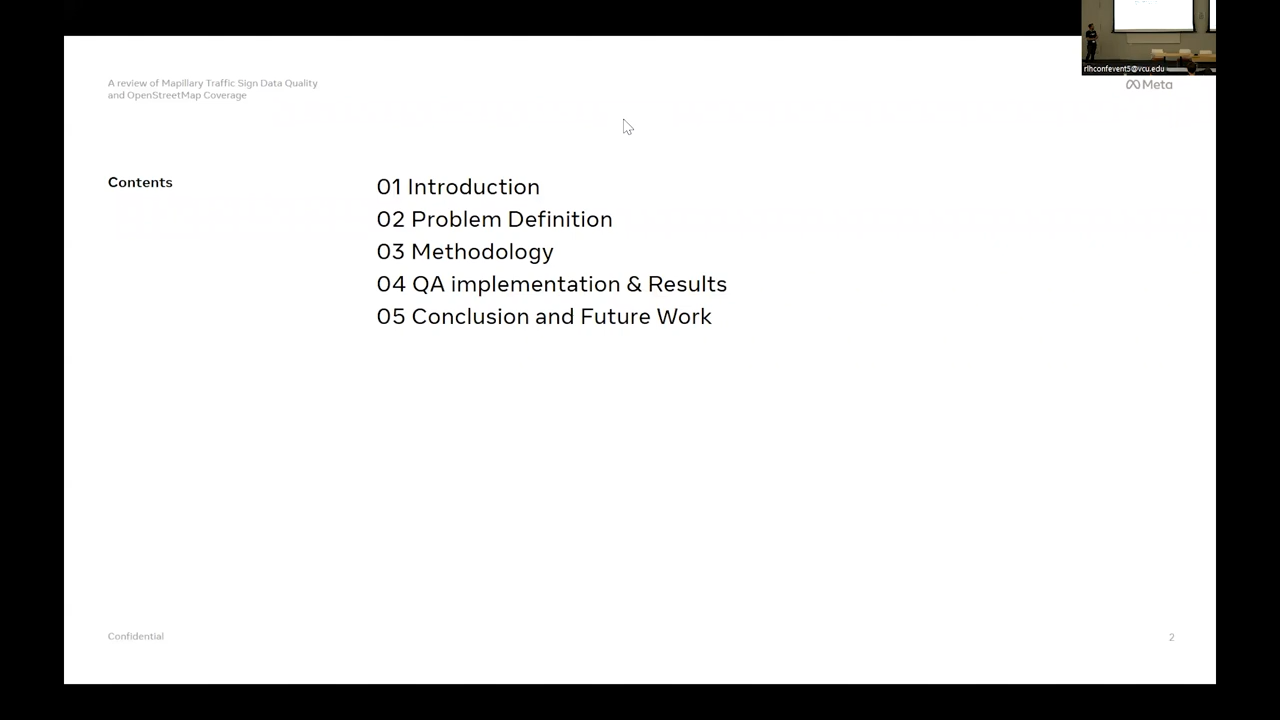 rlhconfevent5@vcu.edu
A review of Mapillary Traffic Sign Data Quality
and OpenStreetMap Coverage
Meta
Contents
01 Introduction
02 Problem Definition
03 Methodology
04 QA implementation & Results
05 Conclusion and Future Work
Confidential
2